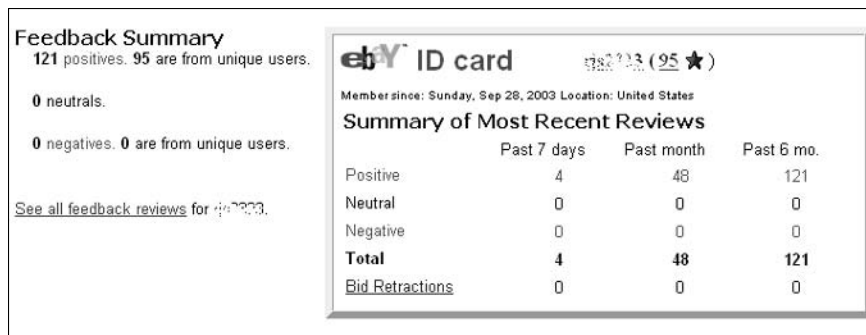 Feedback Summary
121 positives. 95 are from unique users.
0 neutrals.
0 negatives. 0 are from unique users.
See all feedback reviews for
ebaY ID card (95 ★)
Member since: Sunday, Sep 28, 2003 Location: United States
Summary of Most Recent Reviews
Past 7 days Past month Past 6 mo.
Positive 4 48 121
Neutral 0 0 0
Negative 0 0 0
Total 4 48 121
Bid Retractions 0 0 0